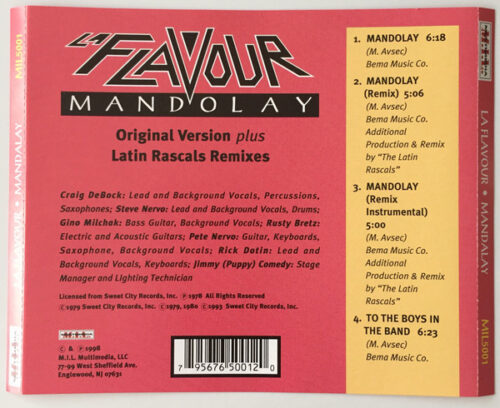 MIL5001
LA FLAVOUR • MANDALAY
LA FLAVOUR
MANDOLAY
Original Version plus
Latin Rascals Remixes
Craig DeBock: Lead and Background Vocals, Percussions,
Saxophones; Steve Nervo: Lead and Background Vocals, Drums;
Gino Milchak: Bass Guitar, Background Vocals; Rusty Bretz:
Electric and Acoustic Guitars; Pete Nervo: Guitar, Keyboards,
Saxophone, Background Vocals; Rick Dotin: Lead and
Background Vocals, Keyboards; Jimmy (Puppy) Comedy: Stage
Manager and Lighting Technician
Licensed from Sweet City Records, Inc. ℗1978 All Rights Reserved
©1979 Sweet City Records, Inc. ©1979, 1980 ©1993 Sweet City Records, Inc.
© & ℗ 1998
M.I.L. Multimedia, LLC
77-99 West Sheffield Ave.
Englewood, NJ 07631
7 95676 50012 0
1. MANDOLAY 6:18
(M. Avsec)
Bema Music Co.
2. MANDOLAY
(Remix) 5:06
(M. Avsec)
Bema Music Co.
Additional
Production & Remix
by "The Latin
Rascals"
3. MANDOLAY
(Remix
Instrumental)
5:00
(M. Avsec)
Bema Music Co.
Additional
Production & Remix
by "The Latin
Rascals"
4. TO THE BOYS IN
THE BAND 6:23
(M. Avsec)
Bema Music Co.
LA FLAVOUR • MANDALAY
MIL5001